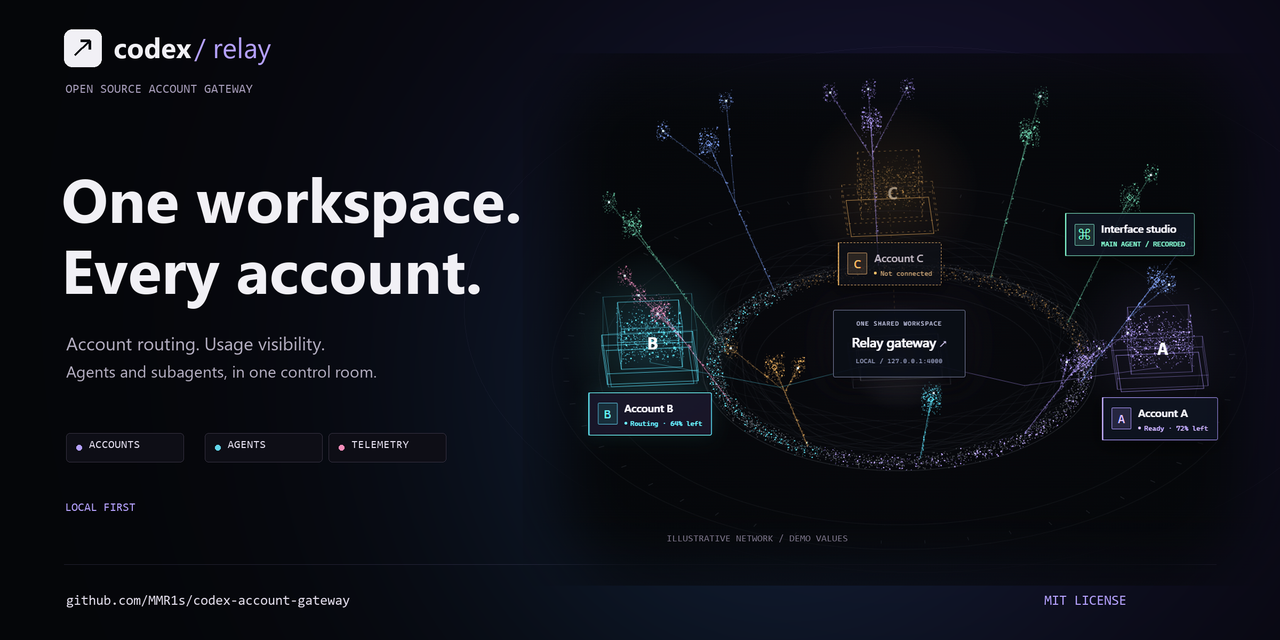 codex/ relay
OPEN SOURCE ACCOUNT GATEWAY
One workspace.
Every account.
Account routing. Usage visibility.
Agents and subagents, in one control room.
ACCOUNTS
AGENTS
TELEMETRY
LOCAL FIRST
C
C
Account C
Not connected
⌘
Interface studio
MAIN AGENT / RECORDED
ONE SHARED WORKSPACE
Relay gateway ↗
LOCAL / 127.0.0.1:4000
B
B
Account B
Routing · 64% left
A
A
Account A
Ready · 72% left
ILLUSTRATIVE NETWORK / DEMO VALUES
github.com/MMR1s/codex-account-gateway
MIT LICENSE